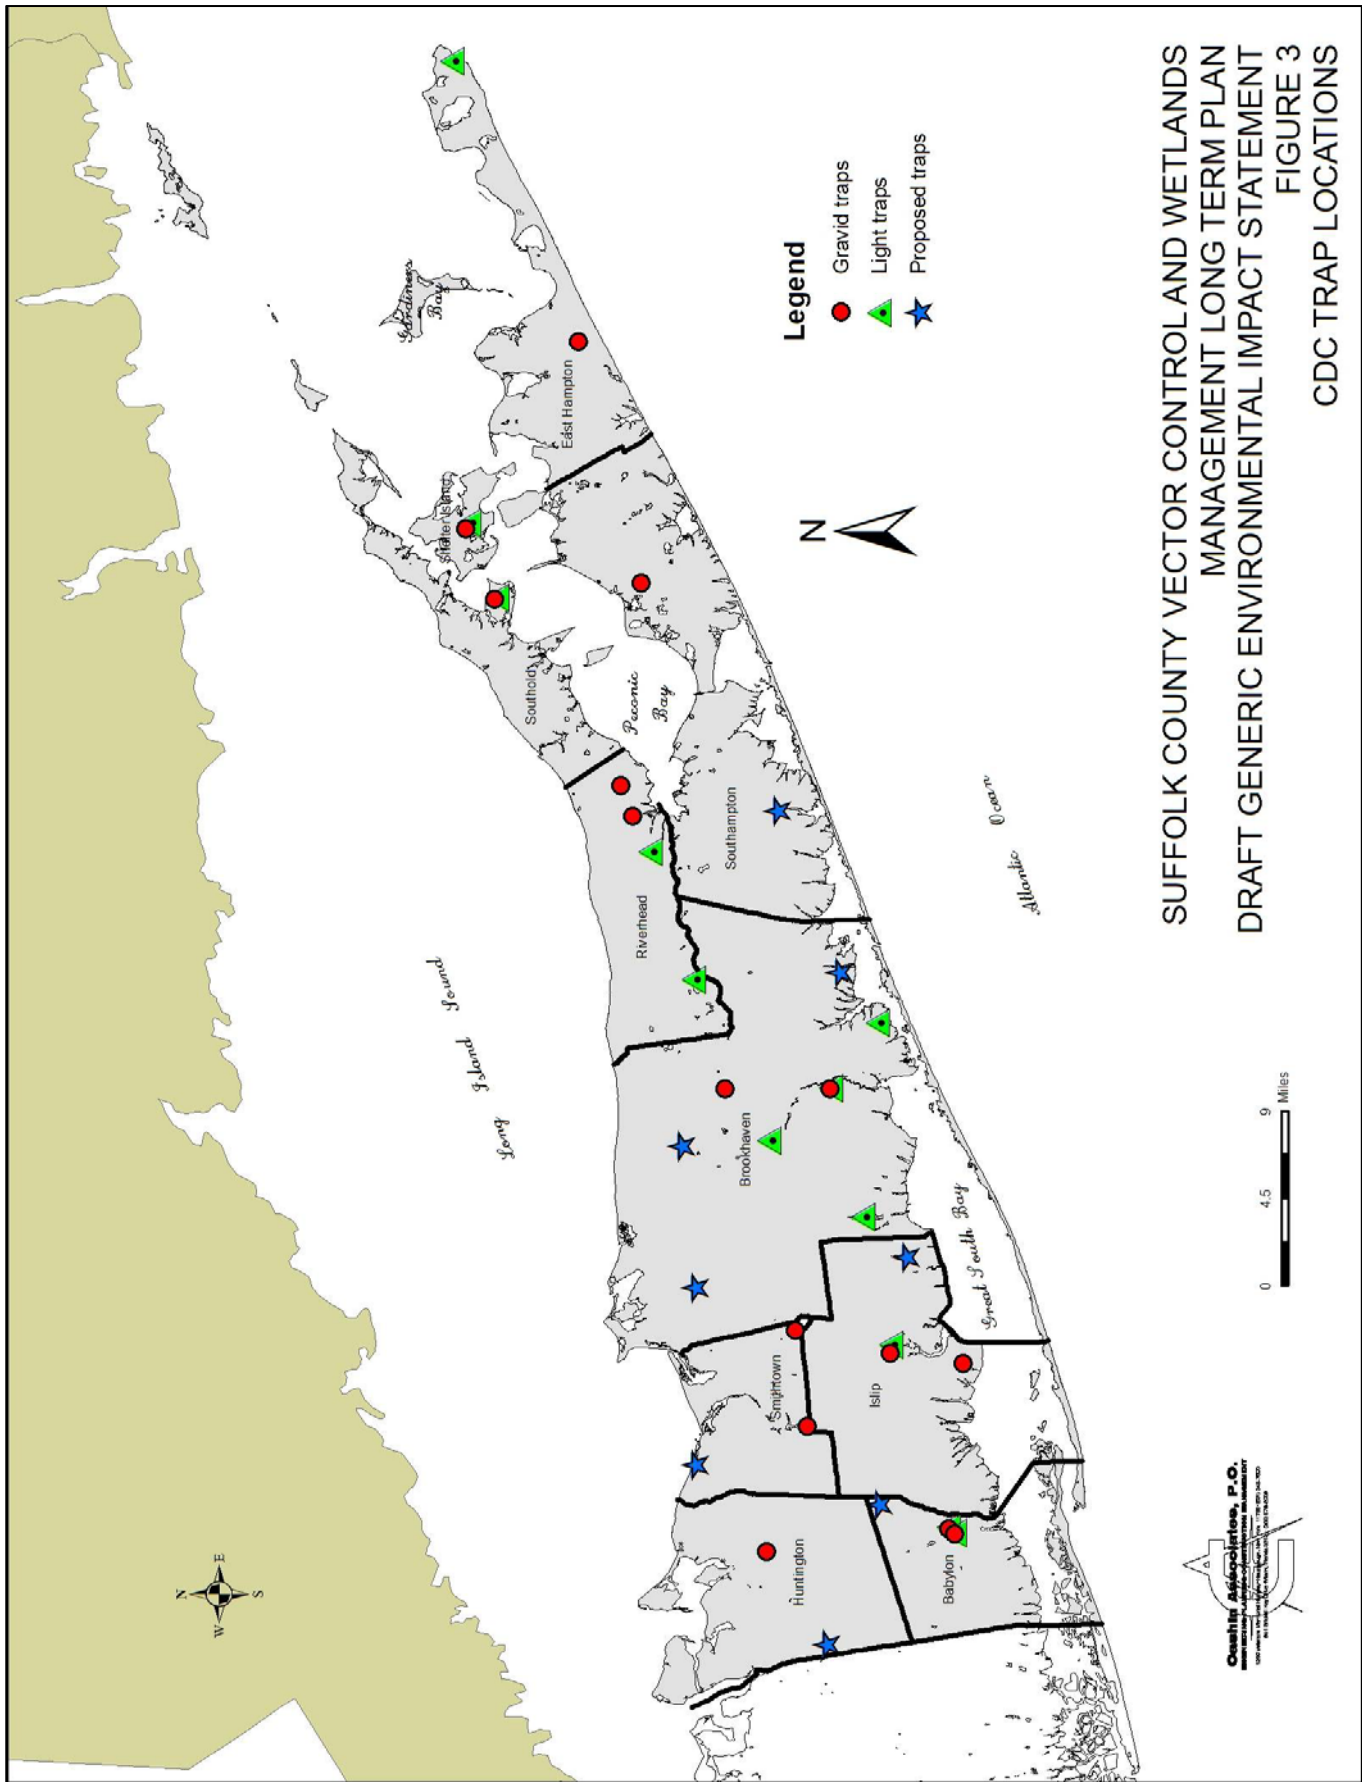 SUFFOLK COUNTY VECTOR CONTROL AND WETLANDS
MANAGEMENT LONG TERM PLAN
DRAFT GENERIC ENVIRONMENTAL IMPACT STATEMENT
FIGURE 3
CDC TRAP LOCATIONS
Legend
Gravid traps
Light traps
Proposed traps
N
N
W
E
S
Long Island Sound
Gardiners
Bay
Shelter Island
East Hampton
Southold
Peconic
Bay
Southampton
Riverhead
Brookhaven
Smithtown
Islip
Huntington
Babylon
Great South Bay
Atlantic Ocean
0 4.5 9
Miles
Cashin Associates, P.C.